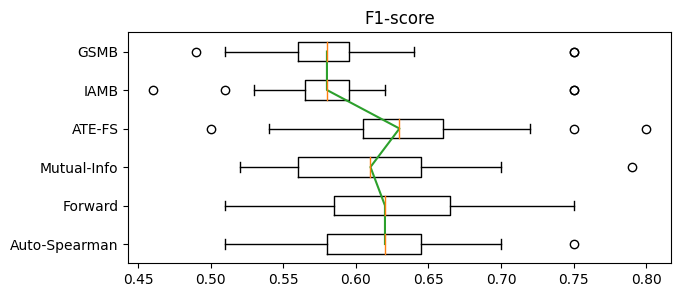 F1-score
GSMB
IAMB
ATE-FS
Mutual-Info
Forward
Auto-Spearman
0.45 0.50 0.55 0.60 0.65 0.70 0.75 0.80